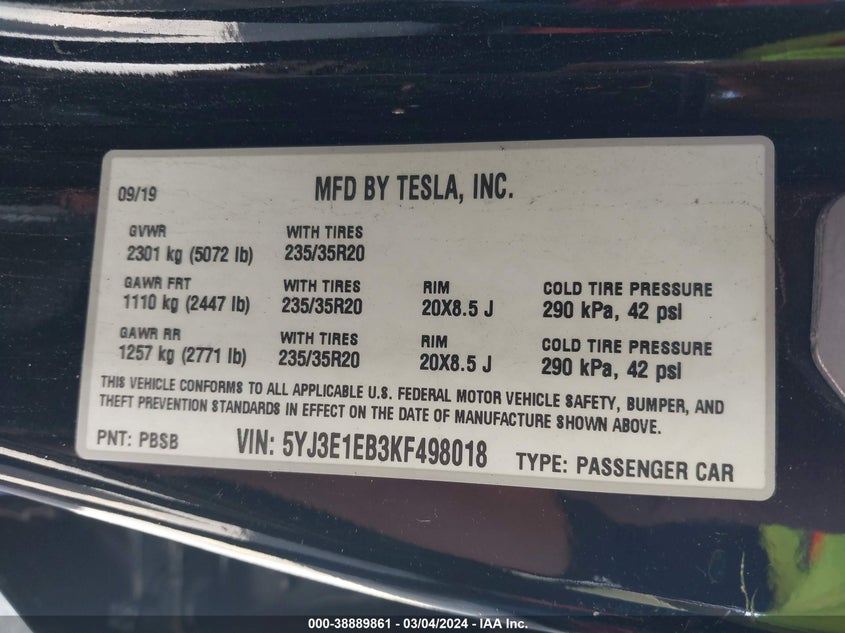 09/19 MFD BY TESLA, INC.
GVWR WITH TIRES
2301 kg (5072 lb) 235/35R20
GAWR FRT WITH TIRES RIM COLD TIRE PRESSURE
1110 kg (2447 lb) 235/35R20 20X8.5 J 290 kPa, 42 psi
GAWR RR WITH TIRES RIM COLD TIRE PRESSURE
1257 kg (2771 lb) 235/35R20 20X8.5 J 290 kPa, 42 psi
THIS VEHICLE CONFORMS TO ALL APPLICABLE U.S. FEDERAL MOTOR VEHICLE SAFETY, BUMPER, AND
THEFT PREVENTION STANDARDS IN EFFECT ON THE DATE OF MANUFACTURE SHOWN ABOVE.
PNT: PBSB VIN: 5YJ3E1EB3KF498018 TYPE: PASSENGER CAR
000-38889861 - 03/04/2024 - IAA Inc.